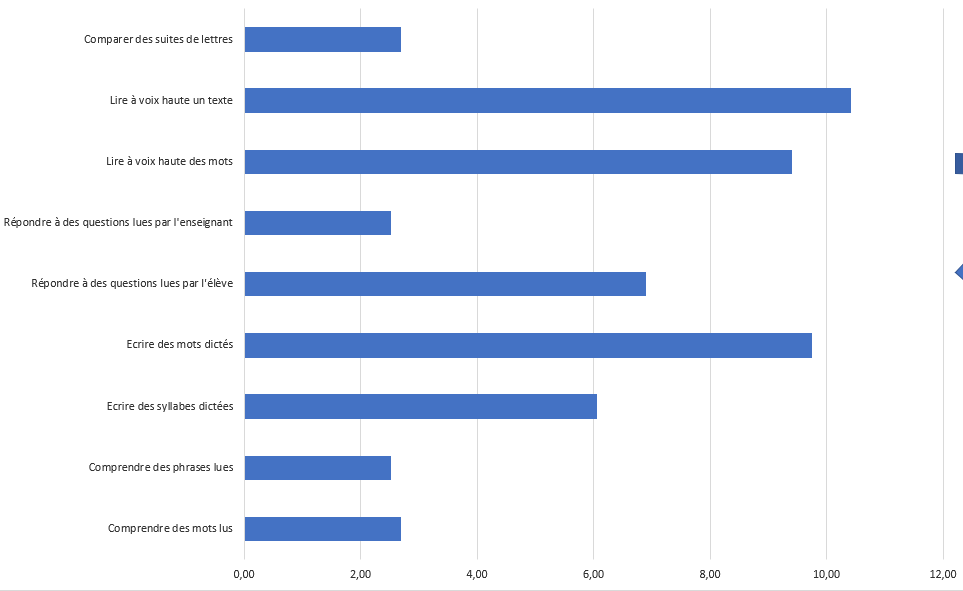 Comparer des suites de lettres
Lire à voix haute un texte
Lire à voix haute des mots
Répondre à des questions lues par l'enseignant
Répondre à des questions lues par l'élève
Ecrire des mots dictés
Ecrire des syllabes dictées
Comprendre des phrases lues
Comprendre des mots lus
0,00 2,00 4,00 6,00 8,00 10,00 12,00